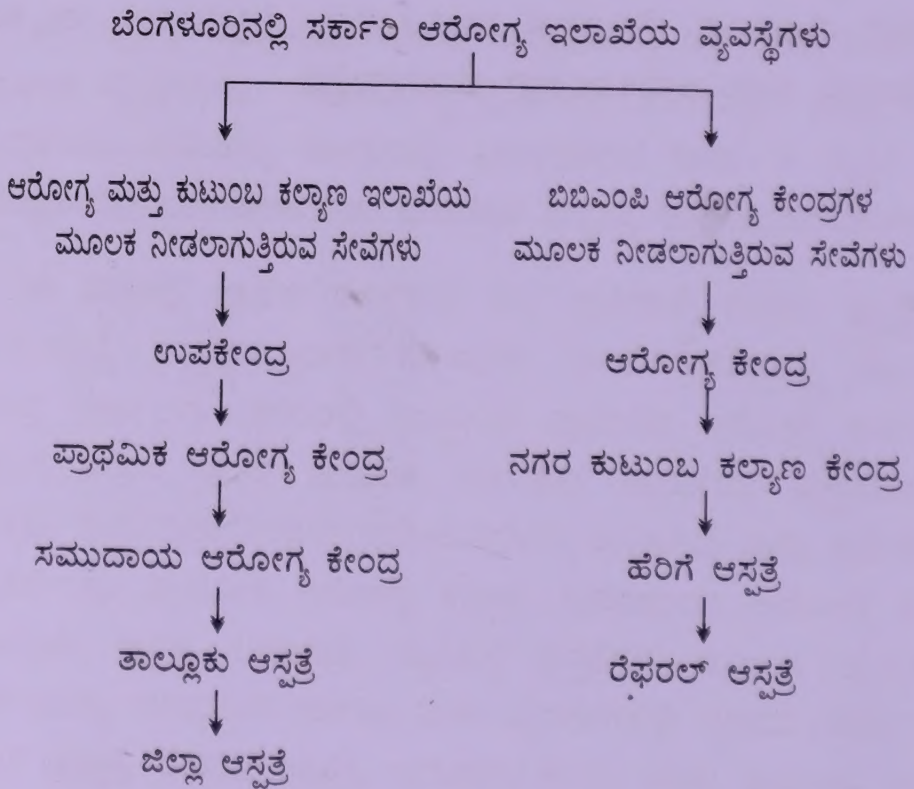 ಬೆಂಗಳೂರಿನಲ್ಲಿ ಸರ್ಕಾರಿ ಆರೋಗ್ಯ ಇಲಾಖೆಯ ವ್ಯವಸ್ಥೆಗಳು
ಆರೋಗ್ಯ ಮತ್ತು ಕುಟುಂಬ ಕಲ್ಯಾಣ ಇಲಾಖೆಯ
ಮೂಲಕ ನೀಡಲಾಗುತ್ತಿರುವ ಸೇವೆಗಳು
ಉಪಕೇಂದ್ರ
ಪ್ರಾಥಮಿಕ ಆರೋಗ್ಯ ಕೇಂದ್ರ
ಸಮುದಾಯ ಆರೋಗ್ಯ ಕೇಂದ್ರ
ತಾಲ್ಲೂಕು ಆಸ್ಪತ್ರೆ
ಜಿಲ್ಲಾ ಆಸ್ಪತ್ರೆ
ಬಿಬಿಎಂಪಿ ಆರೋಗ್ಯ ಕೇಂದ್ರಗಳ
ಮೂಲಕ ನೀಡಲಾಗುತ್ತಿರುವ ಸೇವೆಗಳು
ಆರೋಗ್ಯ ಕೇಂದ್ರ
ನಗರ ಕುಟುಂಬ ಕಲ್ಯಾಣ ಕೇಂದ್ರ
ಹೆರಿಗೆ ಆಸ್ಪತ್ರೆ
ರೆಫರಲ್ ಆಸ್ಪತ್ರೆ